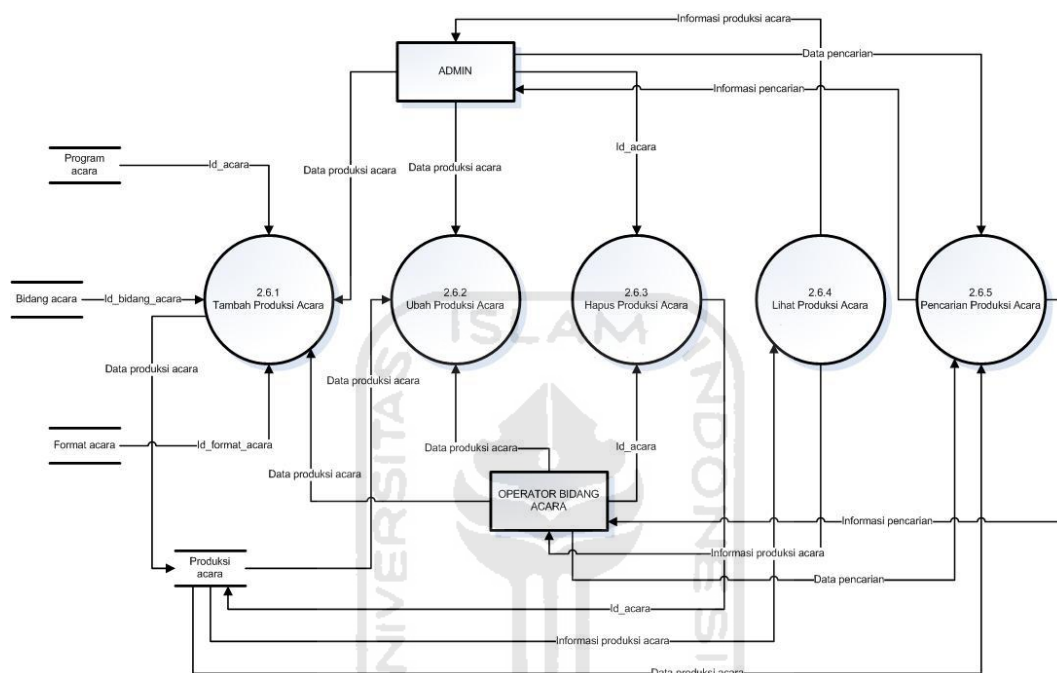 Informasi produksi acara
Data pencarian
ADMIN
Informasi pencarian
Id_acara
Data produksi acara
Data produksi acara
Program
acara
Id_acara
2.6.1
Tambah Produksi Acara
2.6.2
Ubah Produksi Acara
2.6.3
Hapus Produksi Acara
2.6.4
Lihat Produksi Acara
2.6.5
Pencarian Produksi Acara
Bidang acara
Id_bidang_acara
ISLAM
UNIVERSITAS
INDONESI
Data produksi acara
Data produksi acara
Format acara
Id_format_acara
Data produksi acara
Id_acara
Data produksi acara
OPERATOR BIDANG
ACARA
Informasi pencarian
Informasi produksi acara
Produksi
acara
Data pencarian
Id_acara
Informasi produksi acara
Data produksi acara